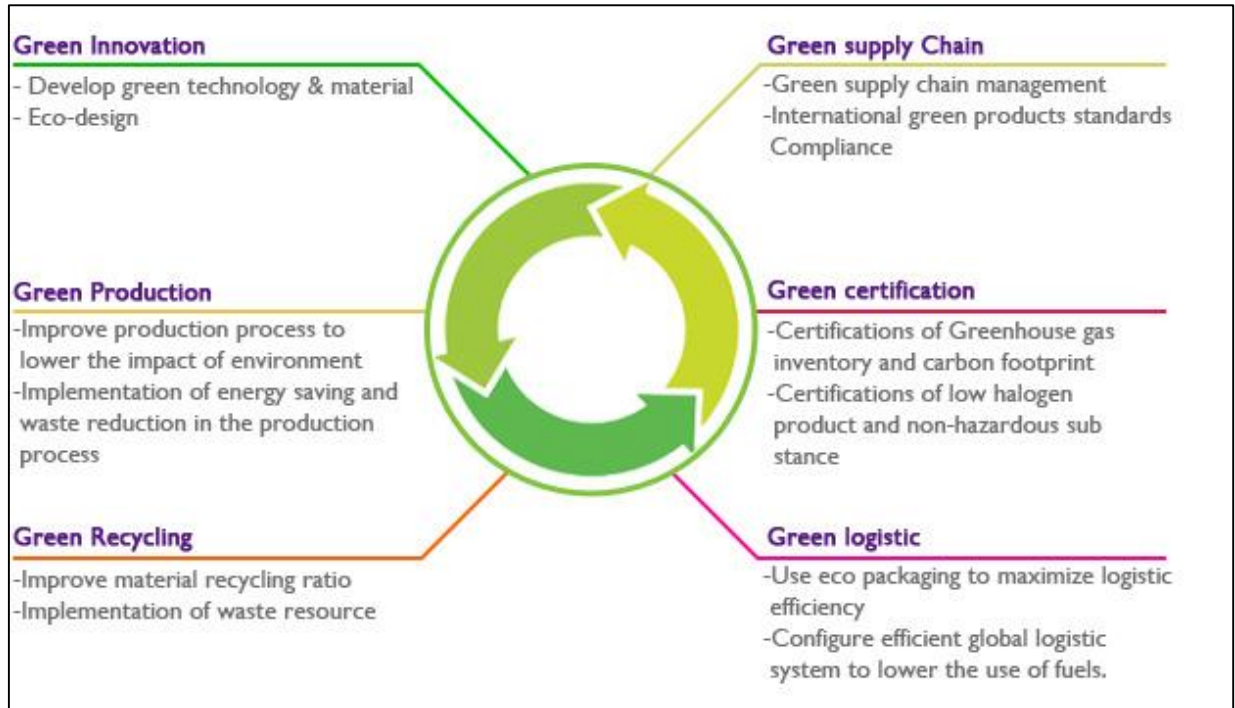 Green Innovation
- Develop green technology & material
- Eco-design
Green Production
-Improve production process to
lower the impact of environment
-Implementation of energy saving and
waste reduction in the production
process
Green Recycling
-Improve material recycling ratio
-Implementation of waste resource
Green supply Chain
-Green supply chain management
-International green products standards
Compliance
Green certification
-Certifications of Greenhouse gas
inventory and carbon footprint
-Certifications of low halogen
product and non-hazardous sub
stance
Green logistic
-Use eco packaging to maximize logistic
efficiency
-Configure efficient global logistic
system to lower the use of fuels.